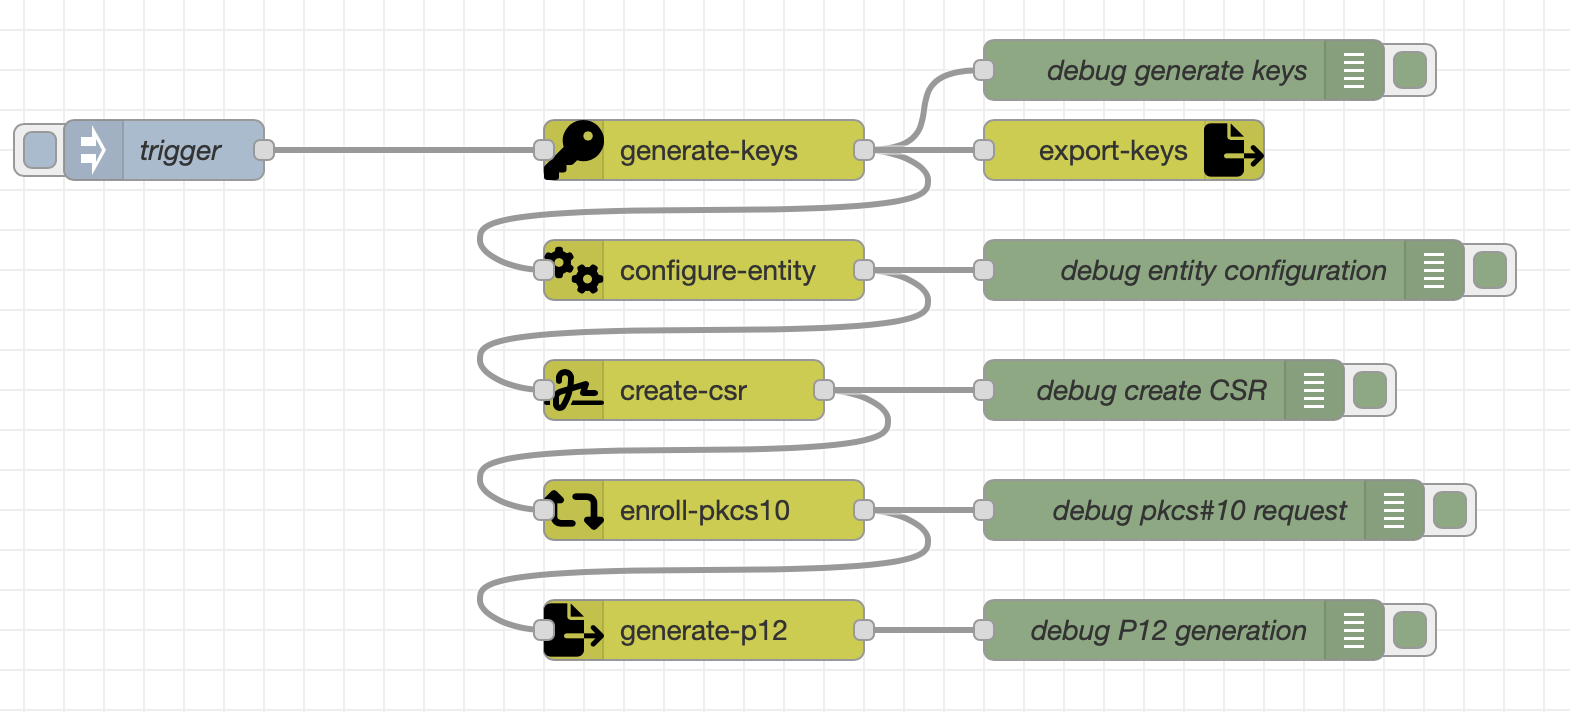 debug generate keys
trigger
generate-keys
export-keys
configure-entity
debug entity configuration
create-csr
debug create CSR
enroll-pkcs10
debug pkcs#10 request
generate-p12
debug P12 generation